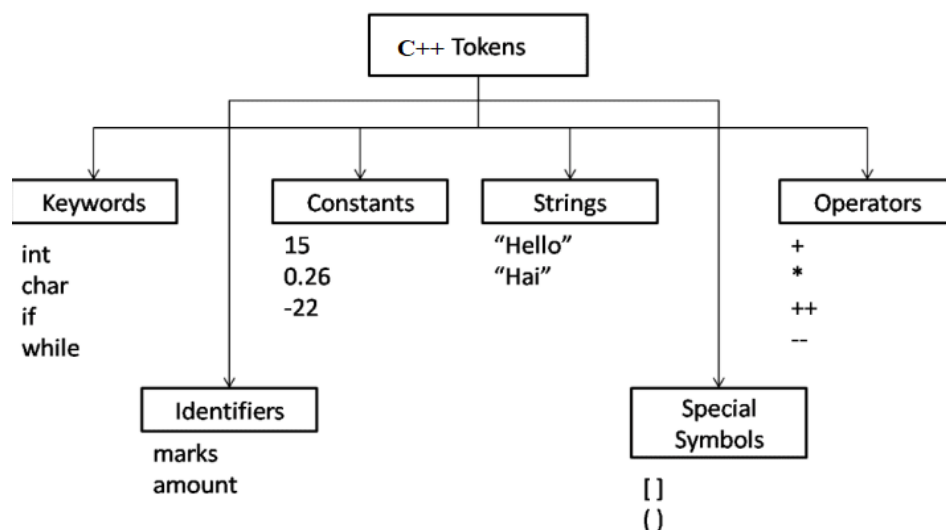 C++ Tokens
Keywords
int
char
if
while
Constants
15
0.26
-22
Strings
“Hello”
“Hai”
Operators
+
*
++
--
Identifiers
marks
amount
Special
Symbols
[ ]
( )